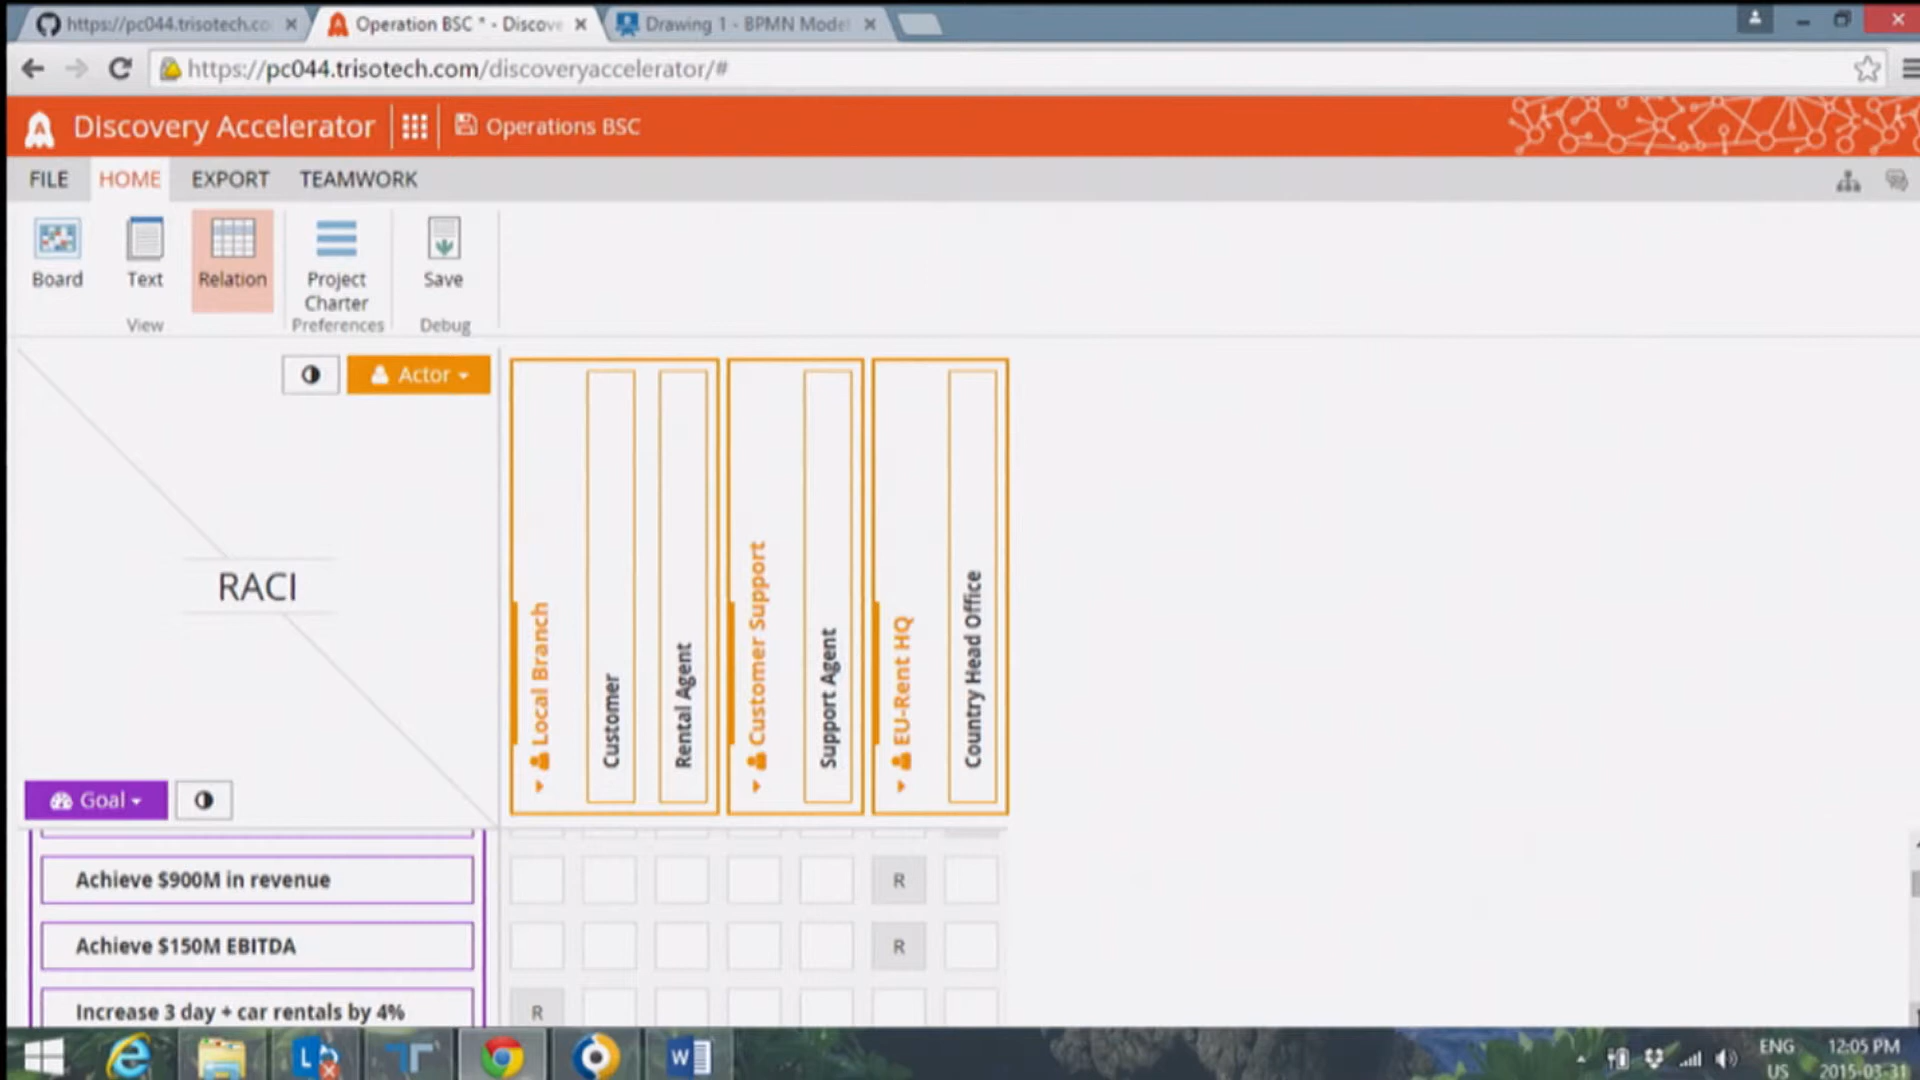 https://pc044.trisotech.co
Operation BSC * - Discove
Drawing 1 - BPMN Model
https://pc044.trisotech.com/discoveryaccelerator/#
Discovery Accelerator
Operations BSC
FILE
HOME
EXPORT
TEAMWORK
Board
Text
Relation
Project
Charter
Save
View
Preferences
Debug
Actor
RACI
Goal
Local Branch
Customer
Rental Agent
Customer Support
Support Agent
EU-Rent HQ
Country Head Office
Achieve $900M in revenue
R
Achieve $150M EBITDA
R
Increase 3 day + car rentals by 4%
R
ENG
US
12:05 PM
2015-03-31